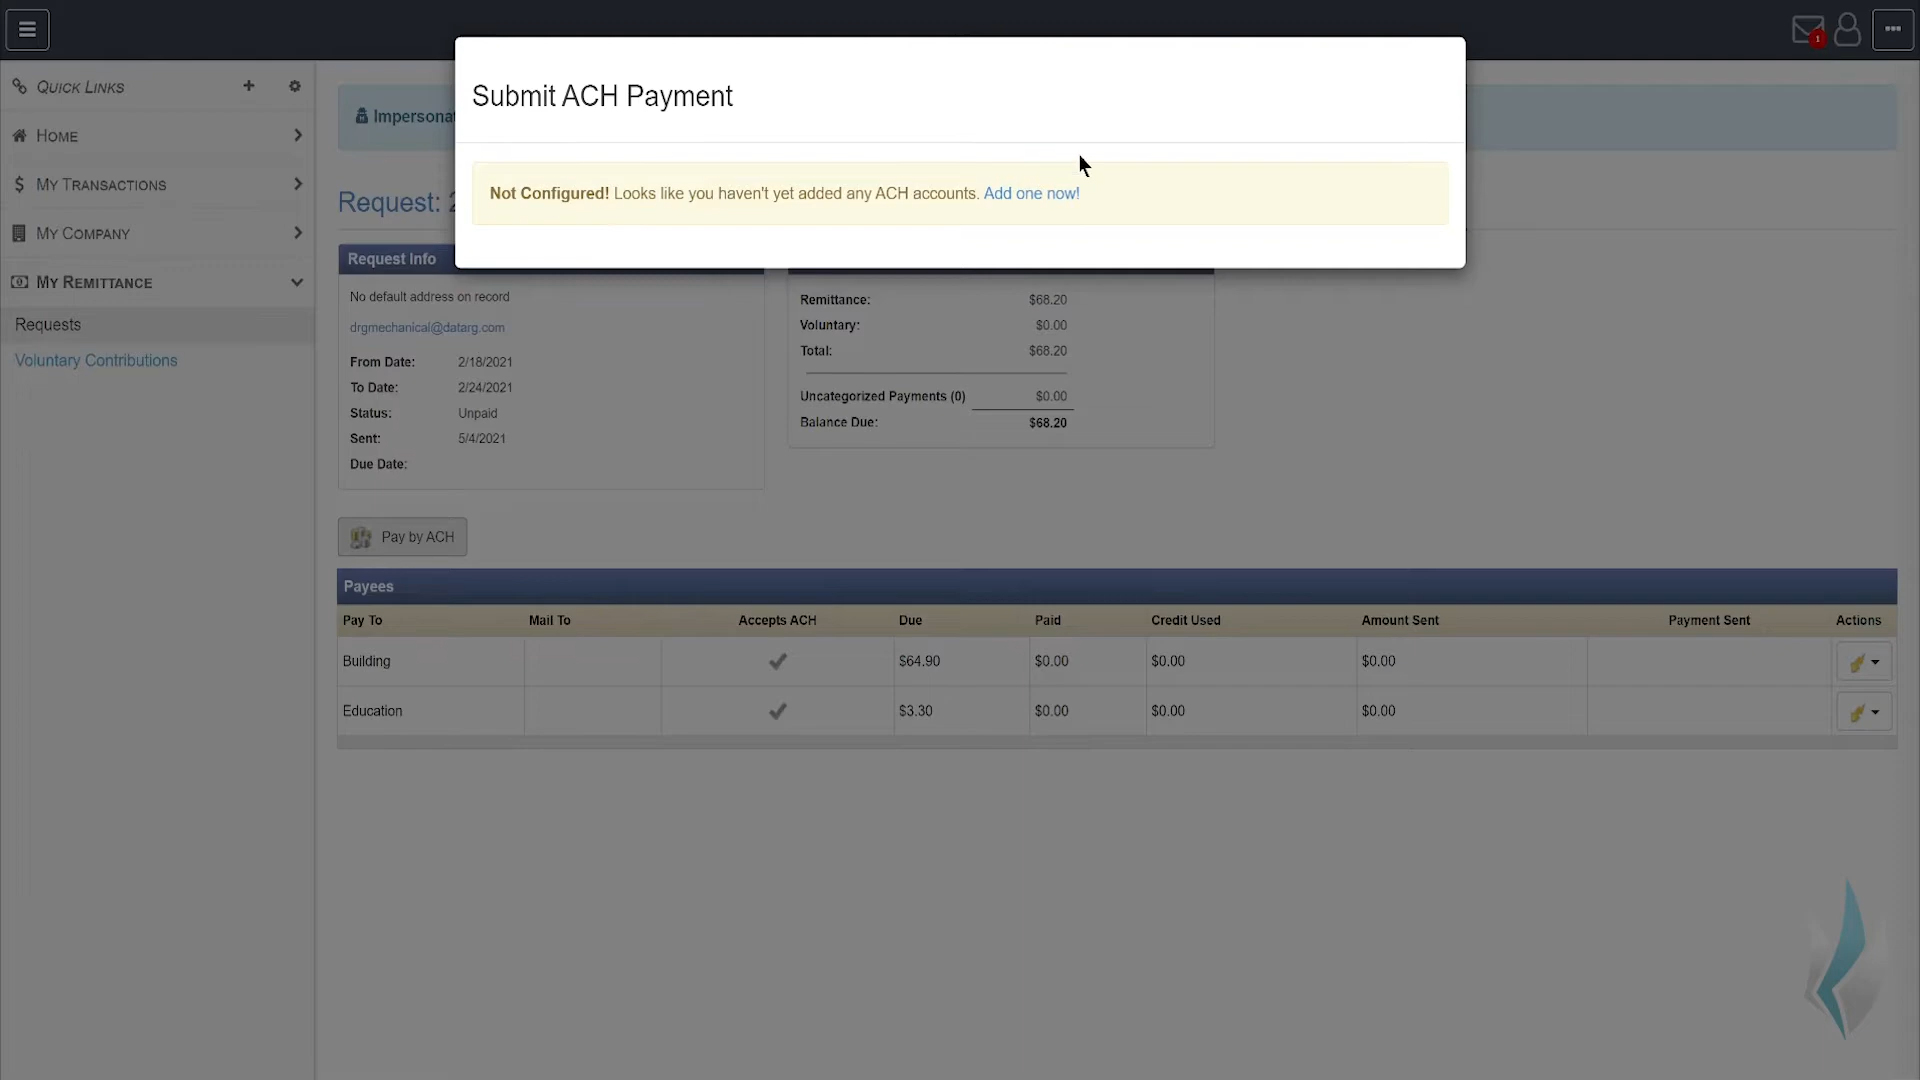 1
QUICK LINKS
HOME
MY TRANSACTIONS
MY COMPANY
MY REMITTANCE
Requests
Voluntary Contributions
Submit ACH Payment
Not Configured! Looks like you haven't yet added any ACH accounts. Add one now!
Request:
Request Info
No default address on record
drgmechanical@datarg.com
From Date: 2/18/2021
To Date: 2/24/2021
Status: Unpaid
Sent: 5/4/2021
Due Date:
Remittance: $68.20
Voluntary: $0.00
Total: $68.20
Uncategorized Payments (0) $0.00
Balance Due: $68.20
Pay by ACH
Payees
Pay To Mail To Accepts ACH Due Paid Credit Used Amount Sent Payment Sent Actions
Building $64.90 $0.00 $0.00 $0.00
Education $3.30 $0.00 $0.00 $0.00